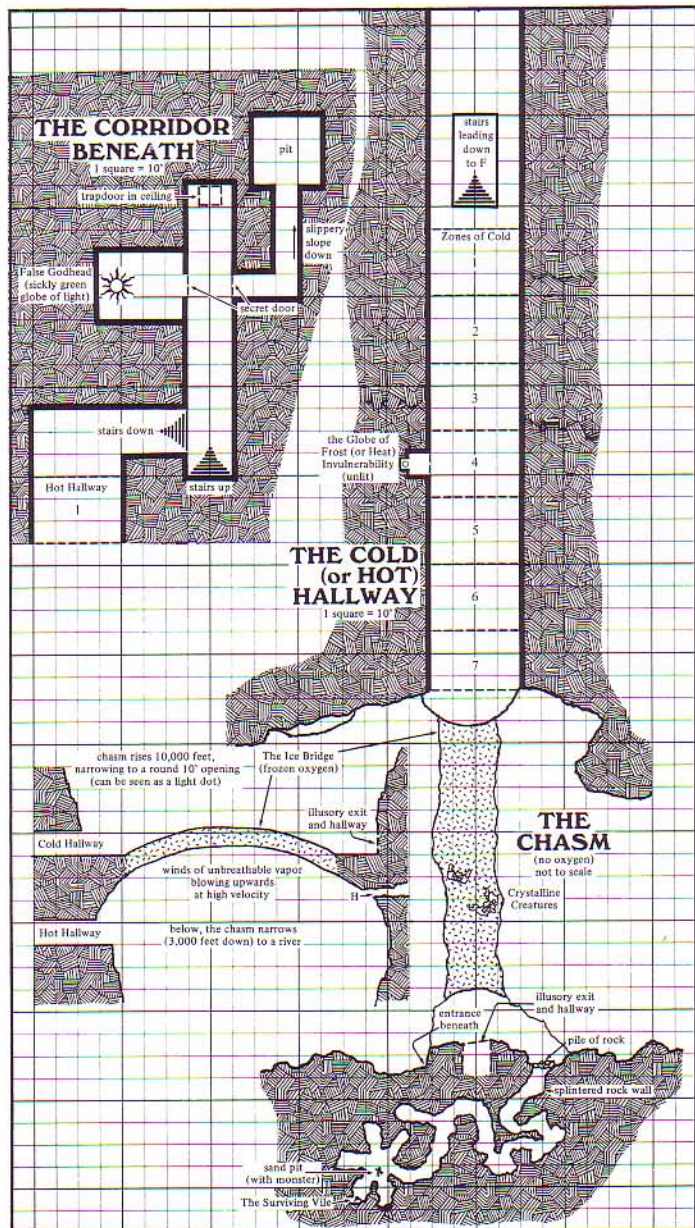 THE CORRIDOR
BENEATH
1 square = 10'
pit
trapdoor in ceiling
slippery
slope
down
False Godhead
(sickly green
globe of light)
secret door
stairs down
Hot Hallway
1
stairs up
stairs
leading
down
to F
Zones of Cold
1
2
3
the Globe of
Frost (or Heat)
Invulnerability
(unlit)
4
5
THE COLD
(or HOT)
HALLWAY
1 square = 10'
6
7
chasm rises 10,000 feet,
narrowing to a round 10' opening
(can be seen as a light dot)
The Ice Bridge
(frozen oxygen)
illusory exit
and hallway
Cold Hallway
winds of unbreathable vapor
blowing upwards
at high velocity
H
Hot Hallway
below, the chasm narrows
(3,000 feet down) to a river
THE
CHASM
(no oxygen)
not to scale
Crystalline
Creatures
entrance
beneath
illusory exit
and hallway
pile of rock
splintered rock wall
sand pit
(with monster)
The Surviving Vile